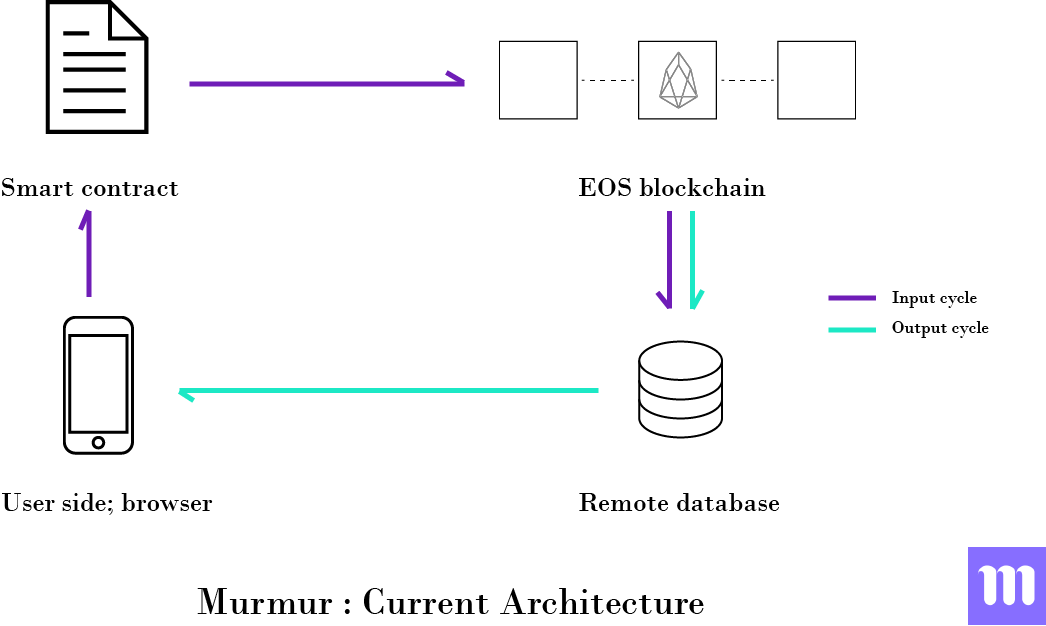 Smart contract
EOS blockchain
Input cycle
Output cycle
User side; browser
Remote database
Murmur : Current Architecture
m